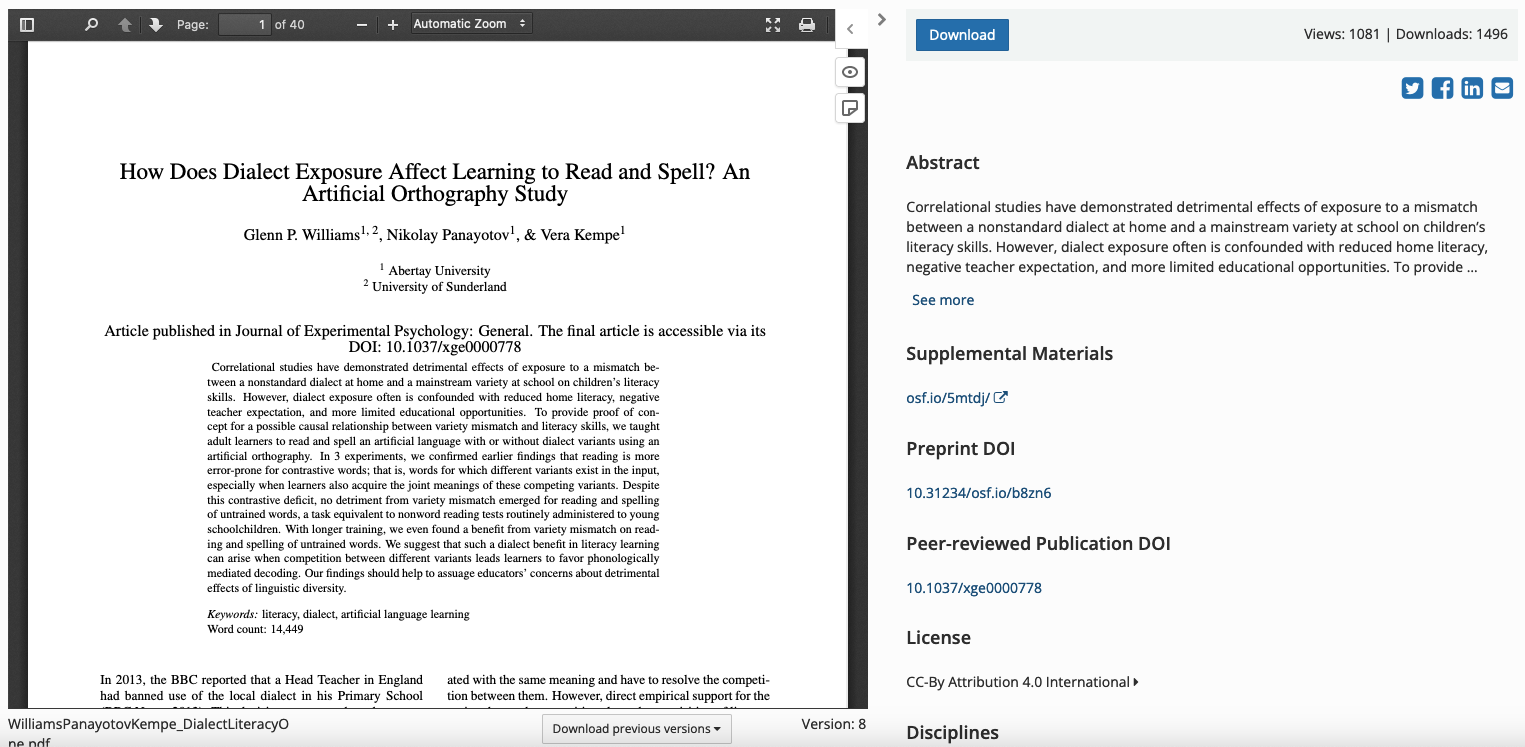 Page: 1 of 40
Automatic Zoom
How Does Dialect Exposure Affect Learning to Read and Spell? An
Artificial Orthography Study
Glenn P. Williams1, 2, Nikolay Panayotov1, & Vera Kempe1
1 Abertay University
2 University of Sunderland
Article published in Journal of Experimental Psychology: General. The final article is accessible via its
DOI: 10.1037/xge0000778
Correlational studies have demonstrated detrimental effects of exposure to a mismatch be-
tween a nonstandard dialect at home and a mainstream variety at school on children's literacy
skills. However, dialect exposure often is confounded with reduced home literacy, negative
teacher expectation, and more limited educational opportunities. To provide proof of con-
cept for a possible causal relationship between variety mismatch and literacy skills, we taught
adult learners to read and spell an artificial language with or without dialect variants using an
artificial orthography. In 3 experiments, we confirmed earlier findings that reading is more
error-prone for contrastive words; that is, words for which different variants exist in the input,
especially when learners also acquire the joint meanings of these competing variants. Despite
this contrastive deficit, no detriment from variety mismatch emerged for reading and spelling
of untrained words, a task equivalent to nonword reading tests routinely administered to young
schoolchildren. With longer training, we even found a benefit from variety mismatch on read-
ing and spelling of untrained words. We suggest that such a dialect benefit in literacy learning
can arise when competition between different variants leads learners to favor phonologically
mediated decoding. Our findings should help to assuage educators' concerns about detrimental
effects of linguistic diversity.
Keywords: literacy, dialect, artificial language learning
Word count: 14,449
In 2013, the BBC reported that a Head Teacher in England
had banned use of the local dialect in his Primary School
ated with the same meaning and have to resolve the competi-
tion between them. However, direct empirical support for the
WilliamsPanayotovKempe_DialectLiteracyO
ne.pdf
Download previous versions
Version: 8
Download
Views: 1081 | Downloads: 1496
Abstract
Correlational studies have demonstrated detrimental effects of exposure to a mismatch
between a nonstandard dialect at home and a mainstream variety at school on children's
literacy skills. However, dialect exposure often is confounded with reduced home literacy,
negative teacher expectation, and more limited educational opportunities. To provide ...
See more
Supplemental Materials
osf.io/5mtdj/
Preprint DOI
10.31234/osf.io/b8zn6
Peer-reviewed Publication DOI
10.1037/xge0000778
License
CC-By Attribution 4.0 International
Disciplines